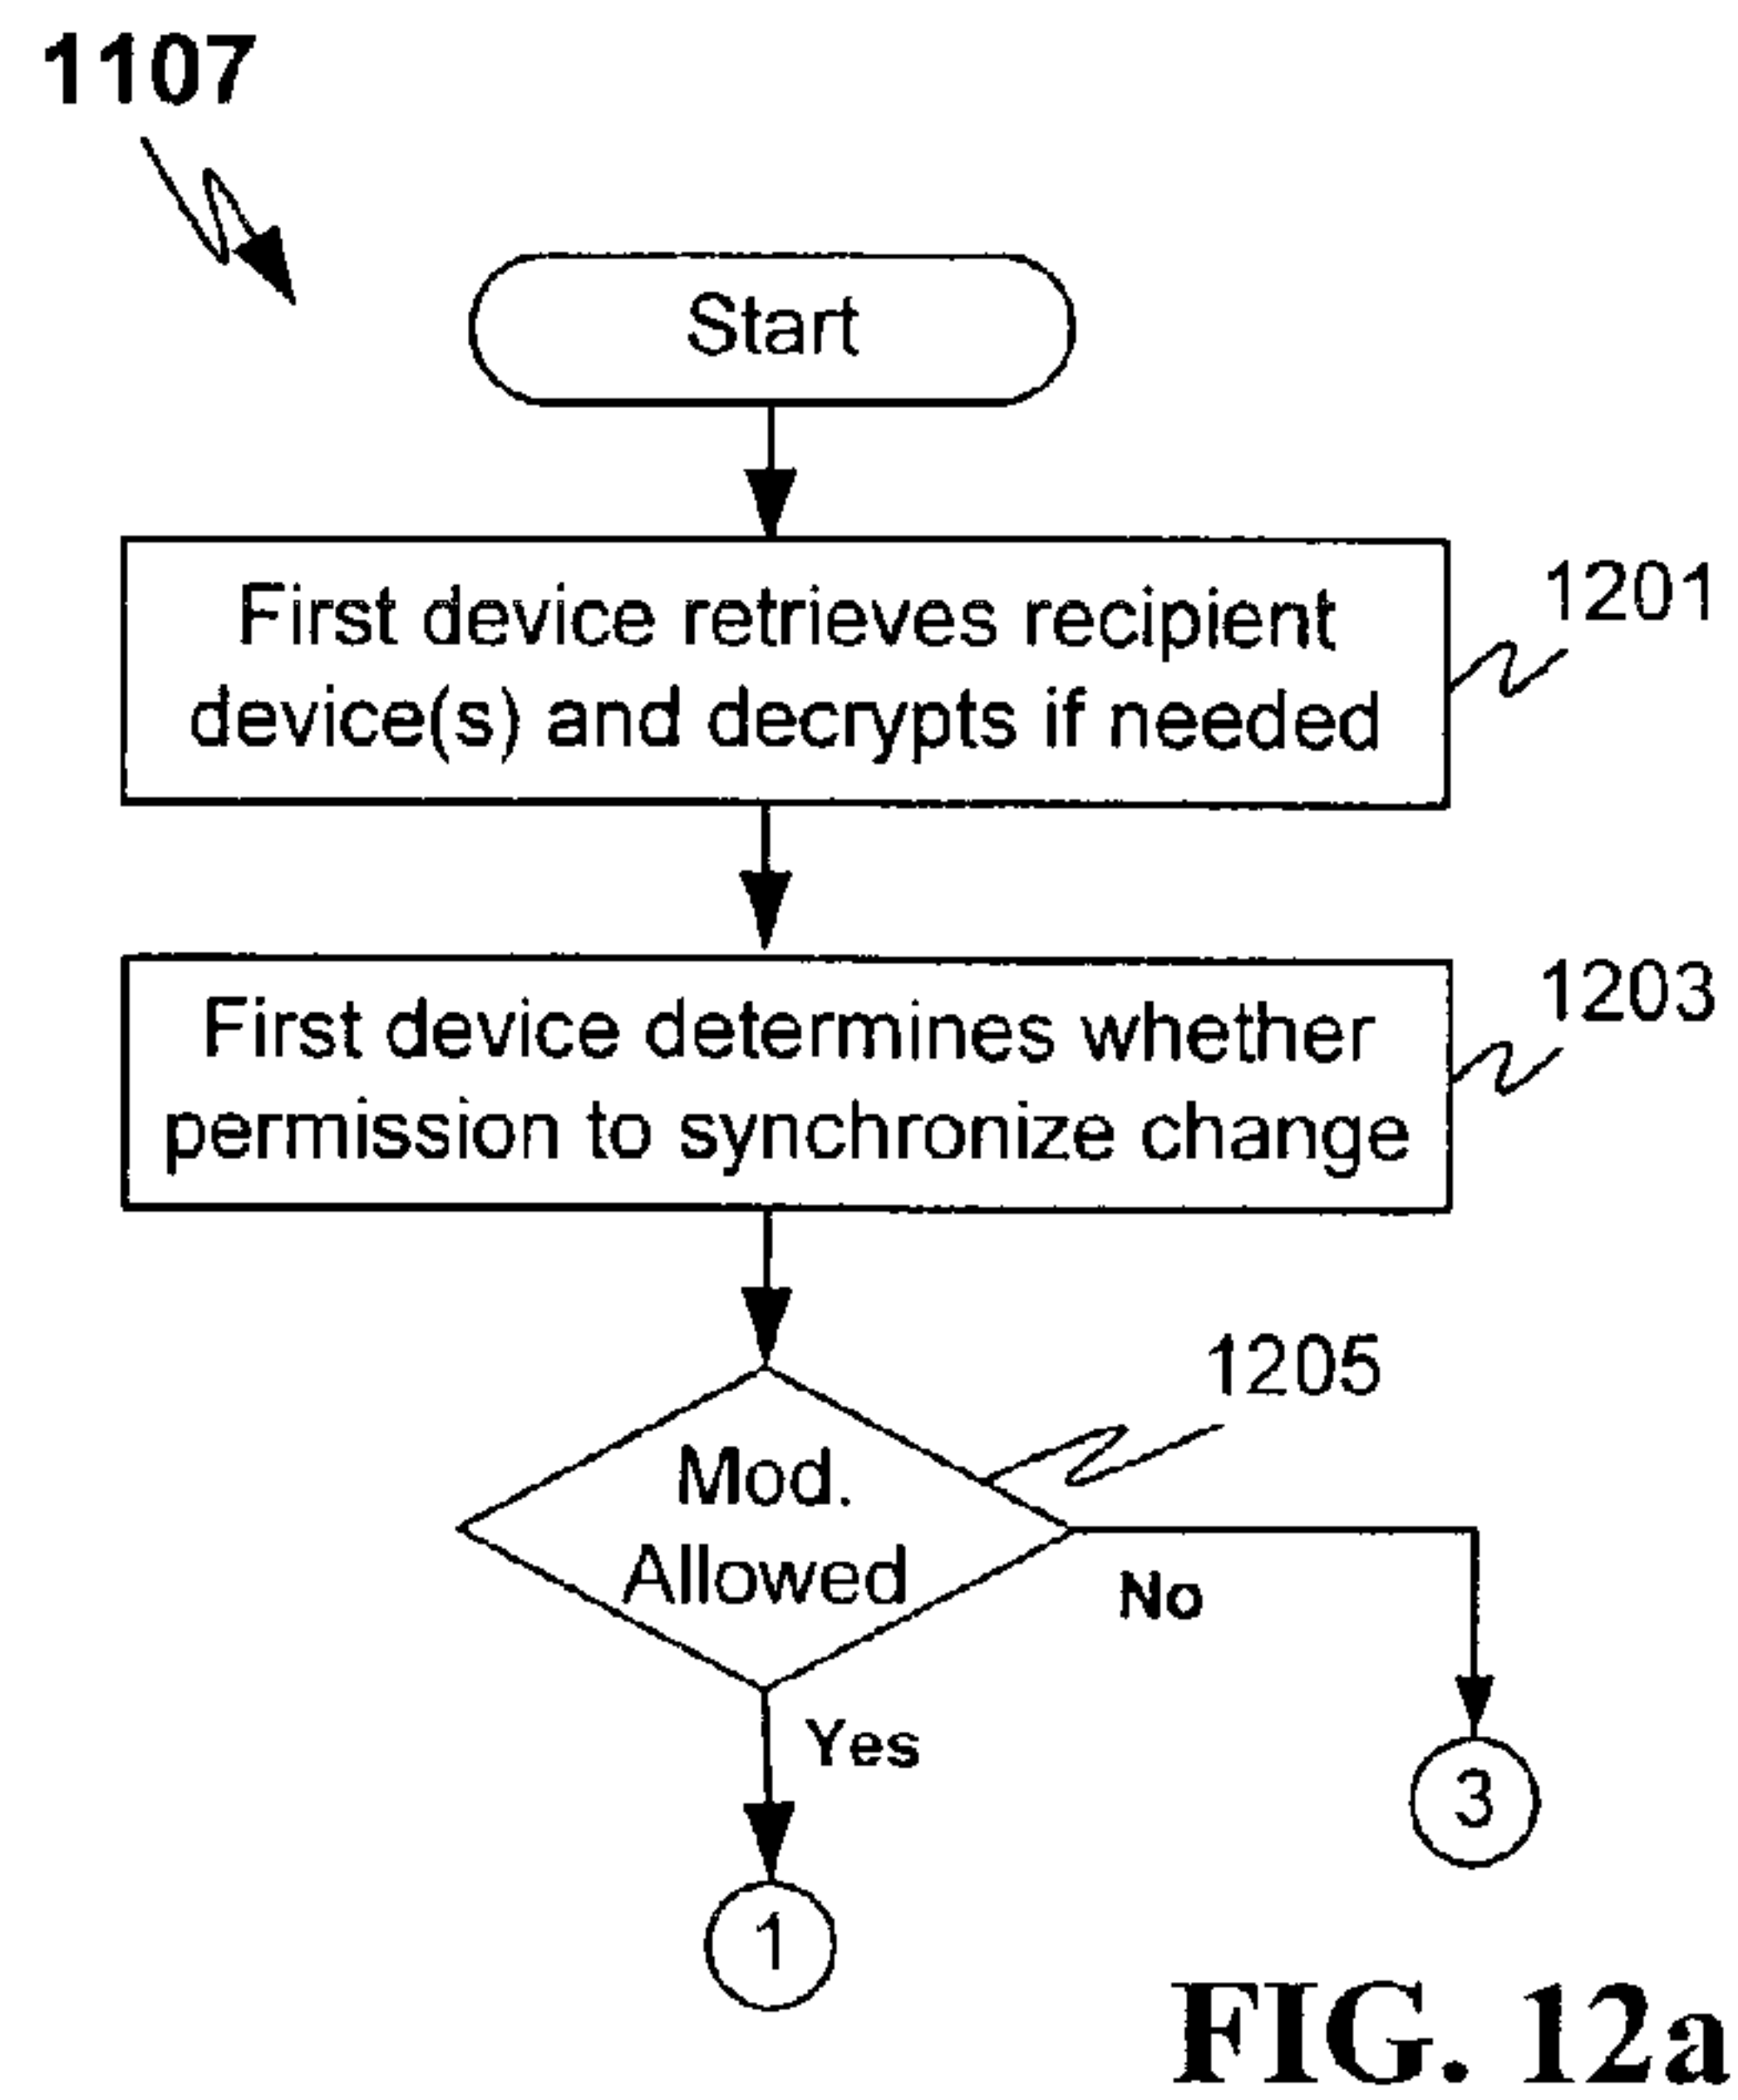 1107
Start
First device retrieves recipient
device(s) and decrypts if needed
1201
First device determines whether
permission to synchronize change
1203
1205
Mod.
Allowed
No
Yes
3
1
FIG. 12a